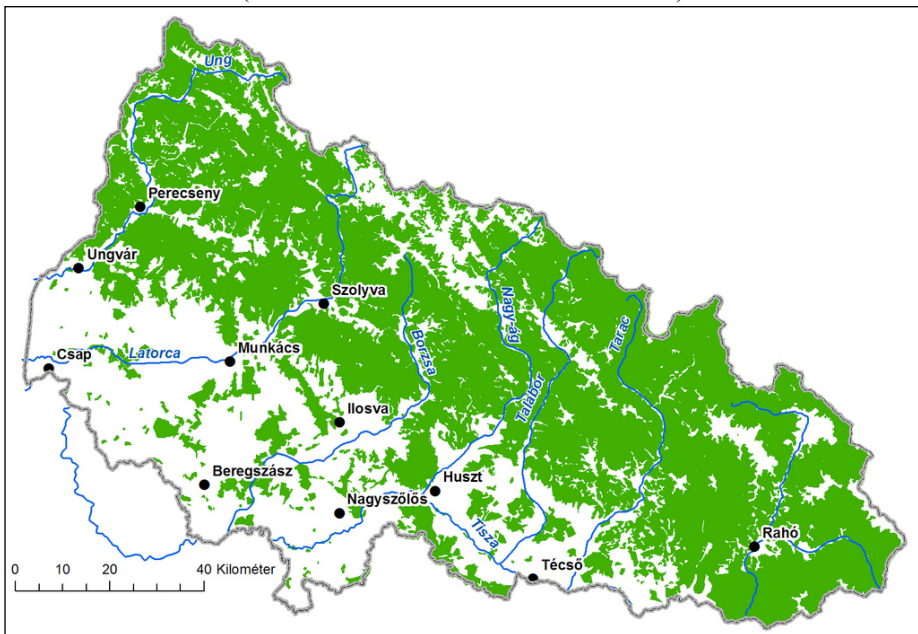 Ung
Perecseny
Ungvár
Szolyva
Nagy-ág
Borzsa
Talabor
Tarac
Csap
Latorca
Munkács
Ilosva
Beregszász
Nagyszőlős
Huszt
Tisza
Técső
Rahó
0 10 20 40 Kilométer